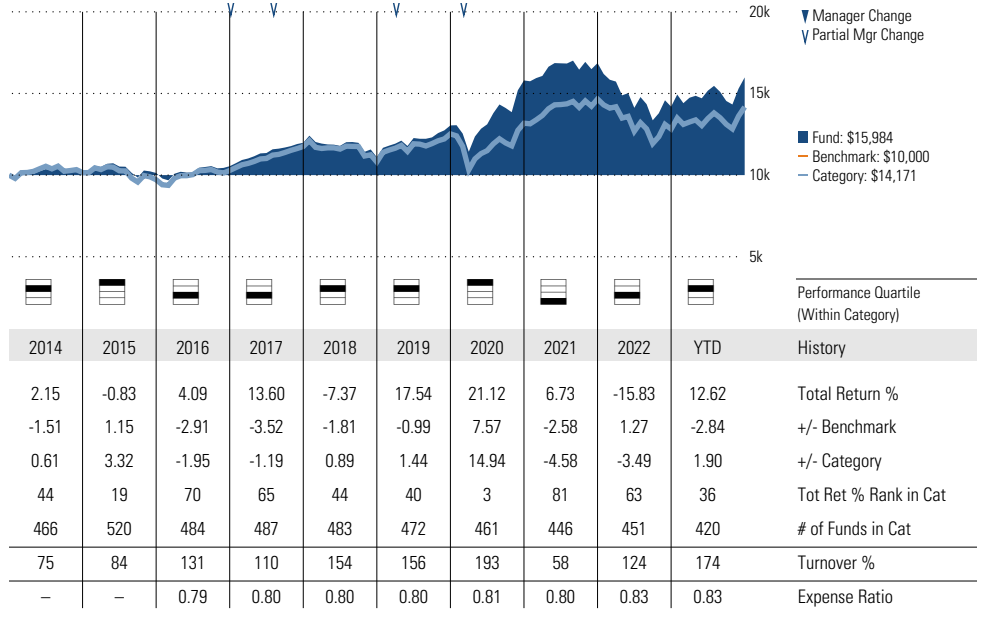 20k
Manager Change
Partial Mgr Change
15k
Fund: $15,984
Benchmark: $10,000
10k
Category: $14,171
5k
Performance Quartile
(Within Category)
2014 2015 2016 2017 2018 2019 2020 2021 2022 YTD History
2.15 -0.83 4.09 13.60 -7.37 17.54 21.12 6.73 -15.83 12.62 Total Return %
-1.51 1.15 -2.91 -3.52 -1.81 -0.99 7.57 -2.58 1.27 -2.84 +/- Benchmark
0.61 3.32 -1.95 -1.19 0.89 1.44 14.94 -4.58 -3.49 1.90 +/- Category
44 19 70 65 44 40 3 81 63 36 Tot Ret % Rank in Cat
466 520 484 487 483 472 461 446 451 420 # of Funds in Cat
75 84 131 110 154 156 193 58 124 174 Turnover %
– – 0.79 0.80 0.80 0.80 0.81 0.80 0.83 0.83 Expense Ratio